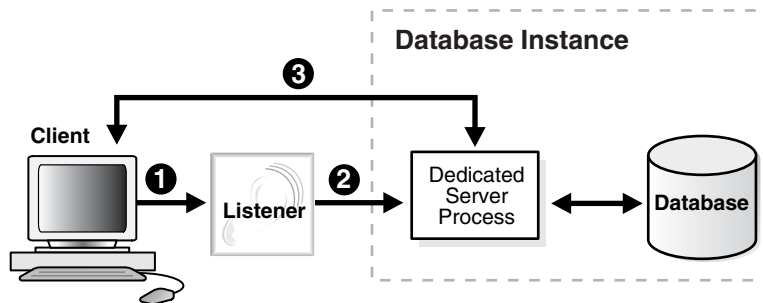 Database Instance
3
Client
1
Listener
2
Dedicated
Server
Process
Database